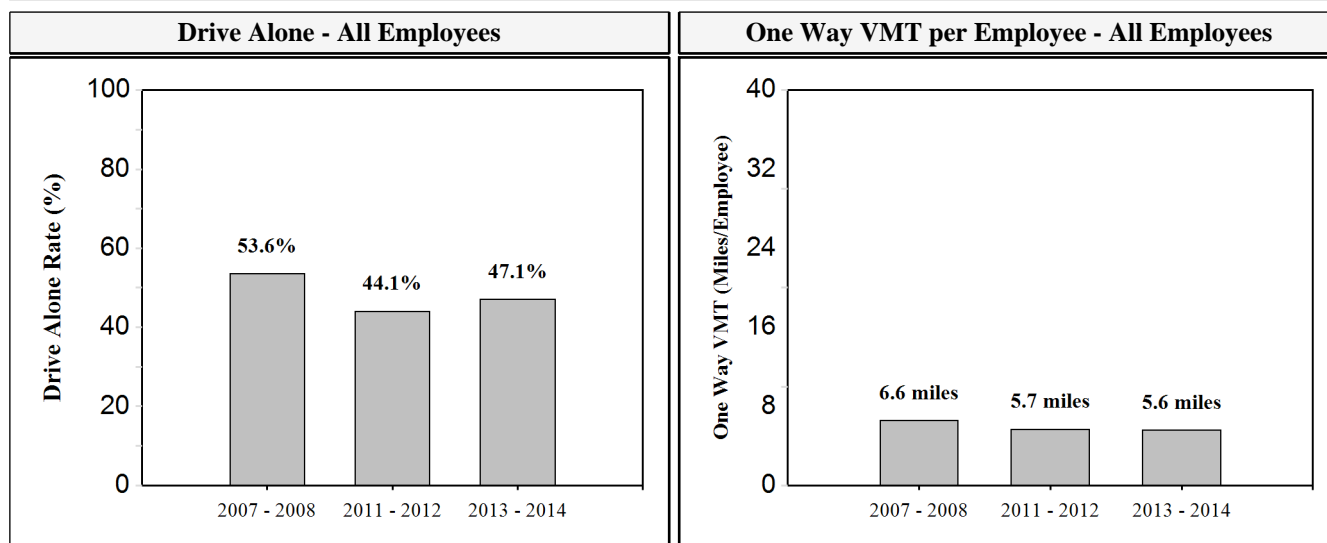 Drive Alone - All Employees
One Way VMT per Employee - All Employees
Drive Alone Rate (%)
100
80
60
40
20
0
53.6%
44.1%
47.1%
2007 - 2008
2011 - 2012
2013 - 2014
One Way VMT (Miles/Employee)
40
32
24
16
8
0
6.6 miles
5.7 miles
5.6 miles
2007 - 2008
2011 - 2012
2013 - 2014